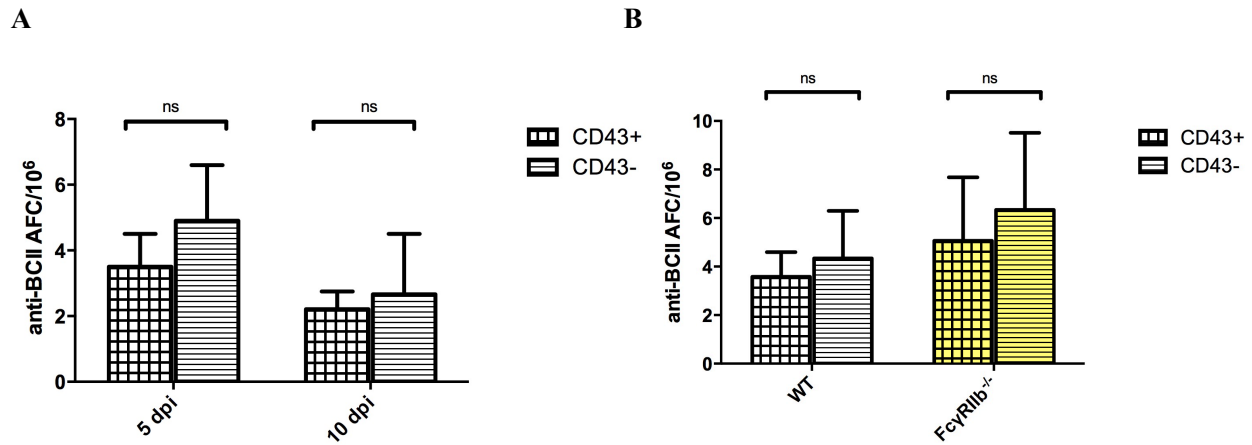 A
ns
ns
8
6
4
2
0
anti-BCII AFC/10⁶
5 dpi
10 dpi
CD43+
CD43-
B
ns
ns
10
8
6
4
2
0
anti-BCII AFC/10⁶
WT
FcγRIIb⁻/⁻
CD43+
CD43-